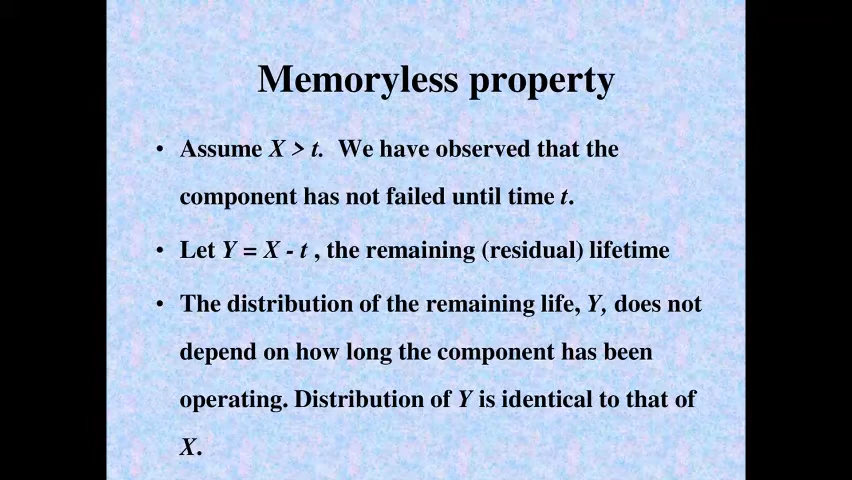 Memoryless property
• Assume X > t. We have observed that the
component has not failed until time t.
• Let Y = X - t , the remaining (residual) lifetime
• The distribution of the remaining life, Y, does not
depend on how long the component has been
operating. Distribution of Y is identical to that of
X.